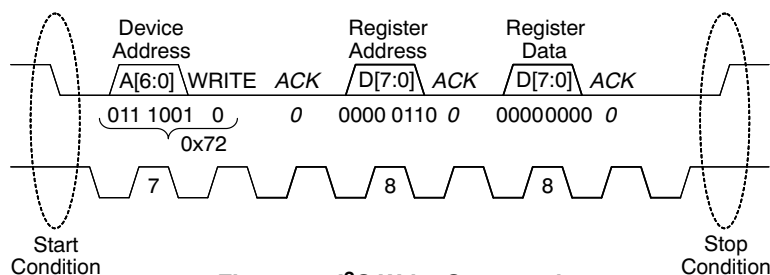 Device Address
Register Address
Register Data
A[6:0] WRITE ACK D[7:0] ACK D[7:0] ACK
011 1001 0 0 0000 0110 0 00000000 0
0x72
7 8 8
Start Condition
Stop Condition